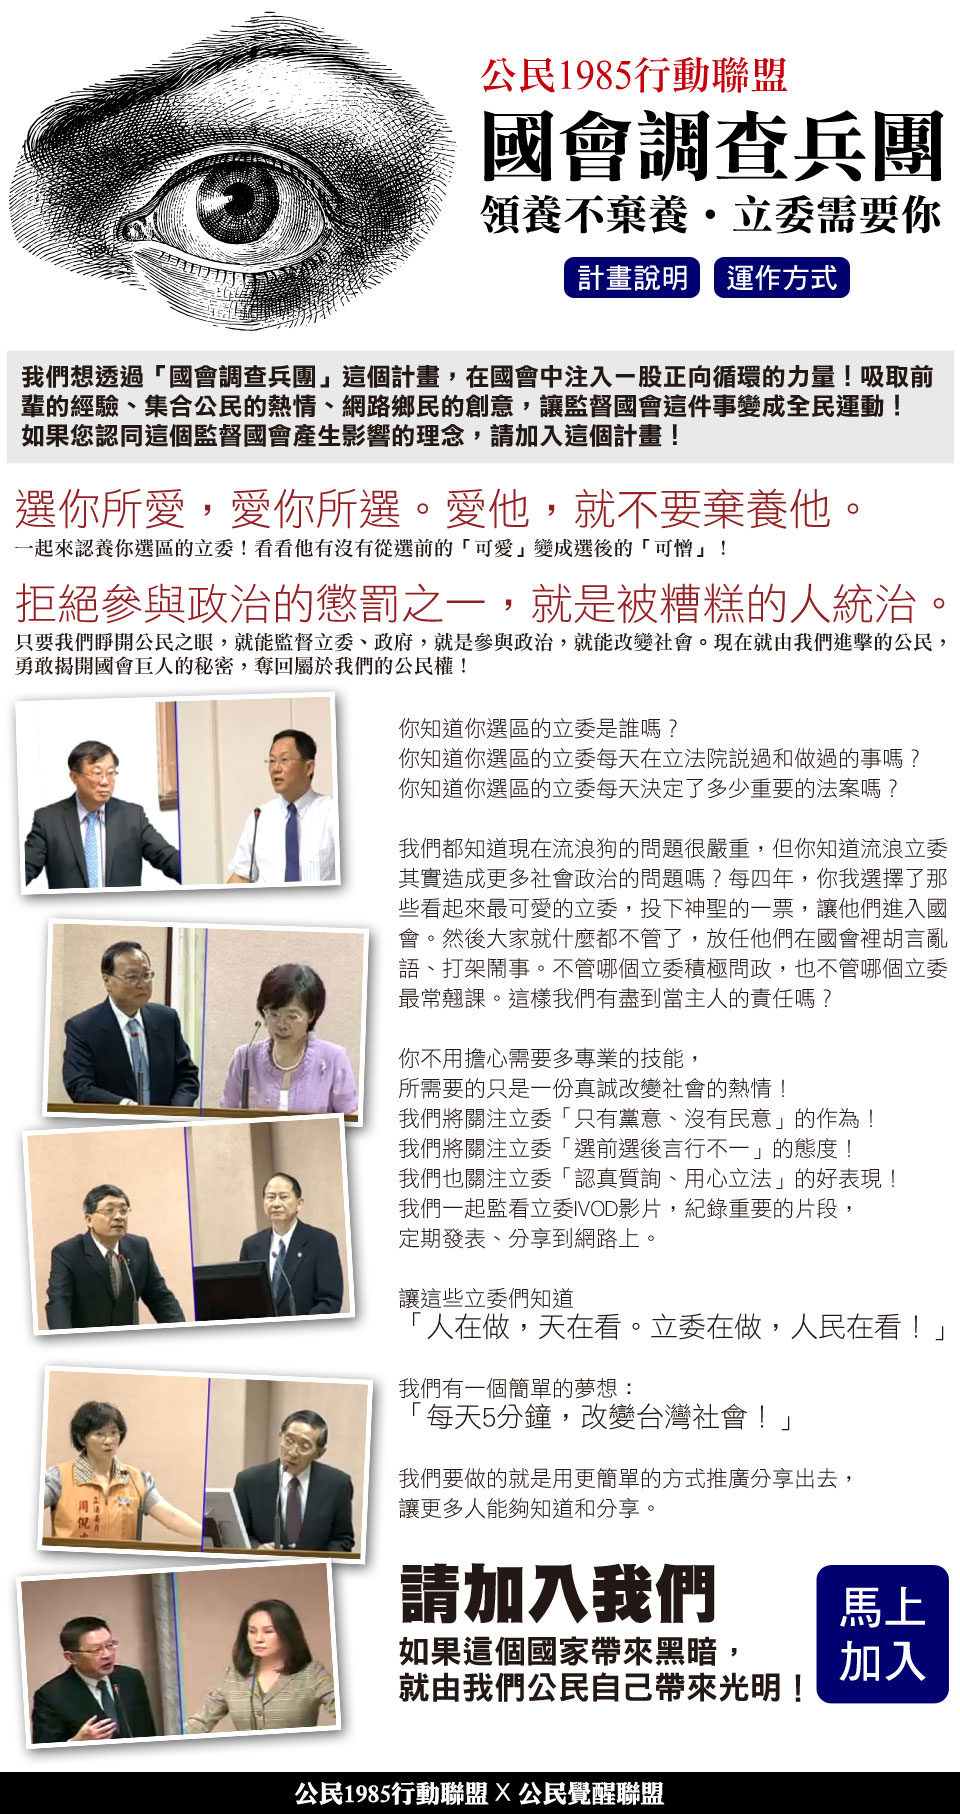 公民1985行動聯盟
國會調查兵團
領養不棄養・立委需要你
計畫說明 運作方式
我們想透過「國會調查兵團」這個計畫，在國會中注入一股正向循環的力量！吸取前
輩的經驗、集合公民的熱情、網路鄉民的創意，讓監督國會這件事變成全民運動！
如果您認同這個監督國會產生影響的理念，請加入這個計畫！
選你所愛，愛你所選。愛他，就不要棄養他。
一起來認養你選區的立委！看看他有沒有從選前的「可愛」變成選後的「可憎」！
拒絕參與政治的懲罰之一，就是被糟糕的人統治。
只要我們睜開公民之眼，就能監督立委、政府，就是參與政治，就能改變社會。現在就由我們進擊的公民，
勇敢揭開國會巨人的秘密，奪回屬於我們的公民權！
你知道你選區的立委是誰嗎？
你知道你選區的立委每天在立法院説過和做過的事嗎？
你知道你選區的立委每天決定了多少重要的法案嗎？
我們都知道現在流浪狗的問題很嚴重，但你知道流浪立委
其實造成更多社會政治的問題嗎？每四年，你我選擇了那
些看起來最可愛的立委，投下神聖的一票，讓他們進入國
會。然後大家就什麼都不管了，放任他們在國會裡胡言亂
語、打架鬧事。不管哪個立委積極問政，也不管哪個立委
最常翹課。這樣我們有盡到當主人的責任嗎？
你不用擔心需要多專業的技能，
所需要的只是一份真誠改變社會的熱情！
我們將關注立委「只有黨意、沒有民意」的作為！
我們將關注立委「選前選後言行不一」的態度！
我們也關注立委「認真質詢、用心立法」的好表現！
我們一起監看立委IVOD影片，紀錄重要的片段，
定期發表、分享到網路上。
讓這些立委們知道
「人在做，天在看。立委在做，人民在看！」
我們有一個簡單的夢想：
「每天5分鐘，改變台灣社會！」
我們要做的就是用更簡單的方式推廣分享出去，
讓更多人能夠知道和分享。
請加入我們
如果這個國家帶來黑暗，
就由我們公民自己帶來光明！
馬上
加入
公民1985行動聯盟 X 公民覺醒聯盟